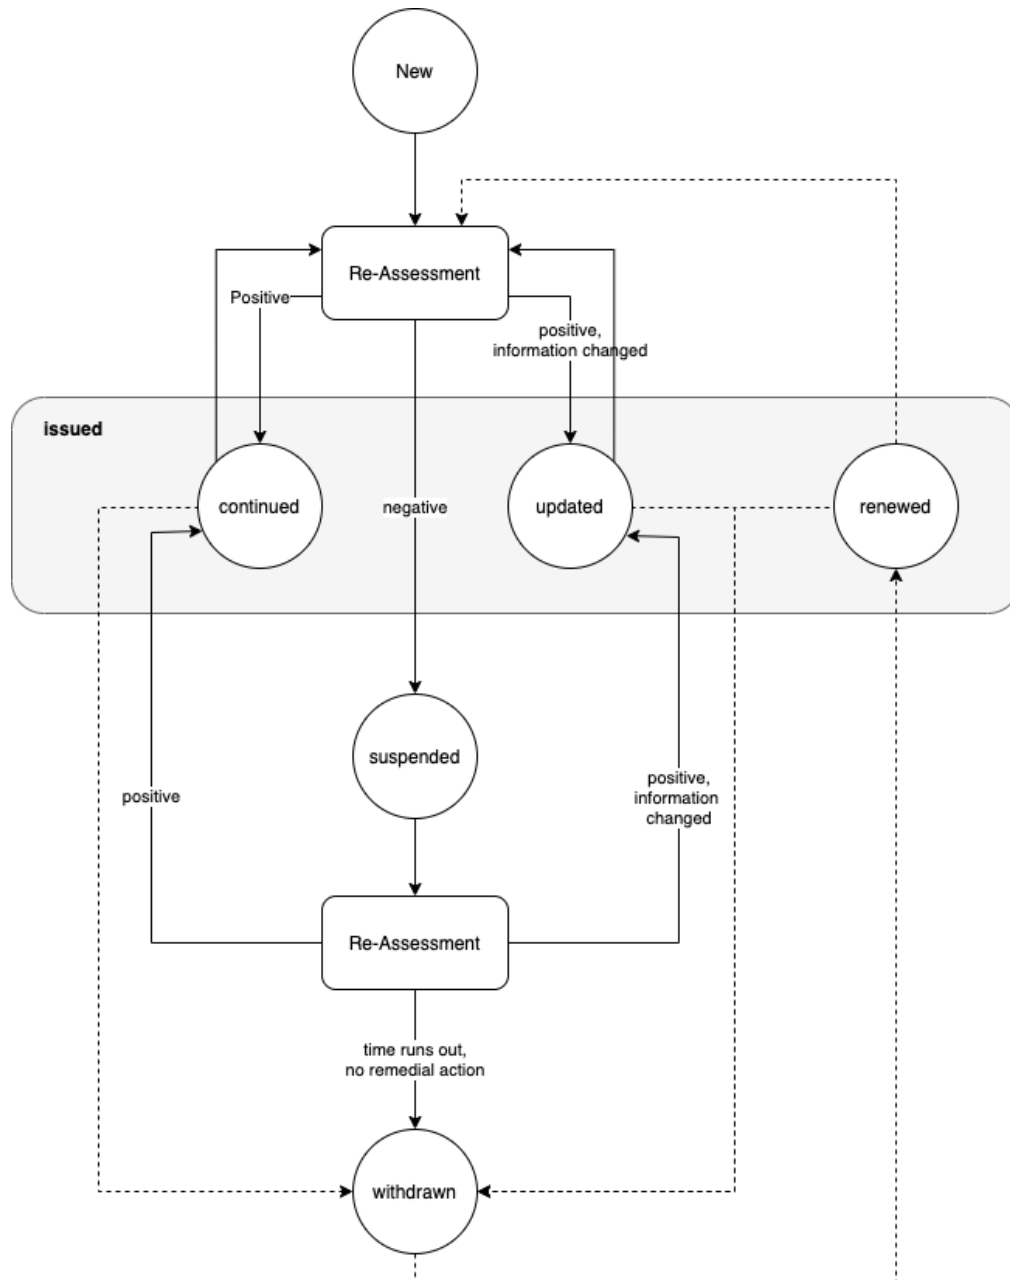 New
Re-Assessment
Positive
positive,
information changed
issued
continued
negative
updated
renewed
suspended
positive
positive,
information
changed
Re-Assessment
time runs out,
no remedial action
withdrawn